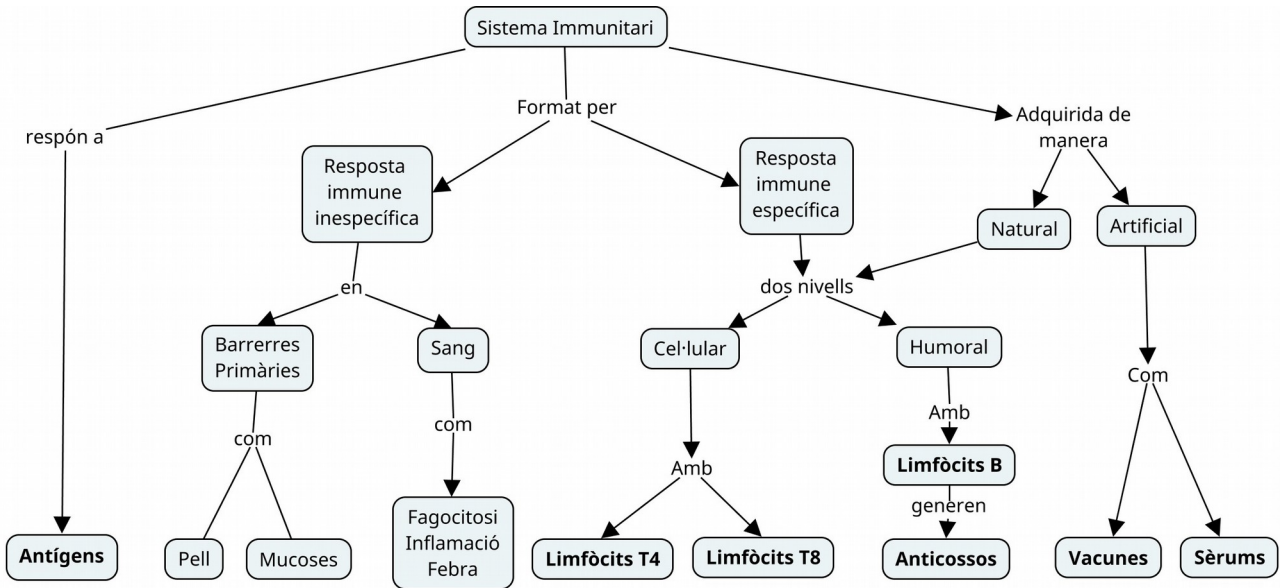 Sistema Immunitari
respón a
Format per
Adquirida de
manera
Resposta
immune
inespecífica
Resposta
immune
específica
Natural
Artificial
en
dos nivells
Barrerres
Primàries
Sang
Cel·lular
Humoral
Com
com
com
Amb
Amb
Limfòcits B
generen
Antígens
Pell
Mucoses
Fagocitosi
Inflamació
Febra
Limfòcits T4
Limfòcits T8
Anticossos
Vacunes
Sèrums